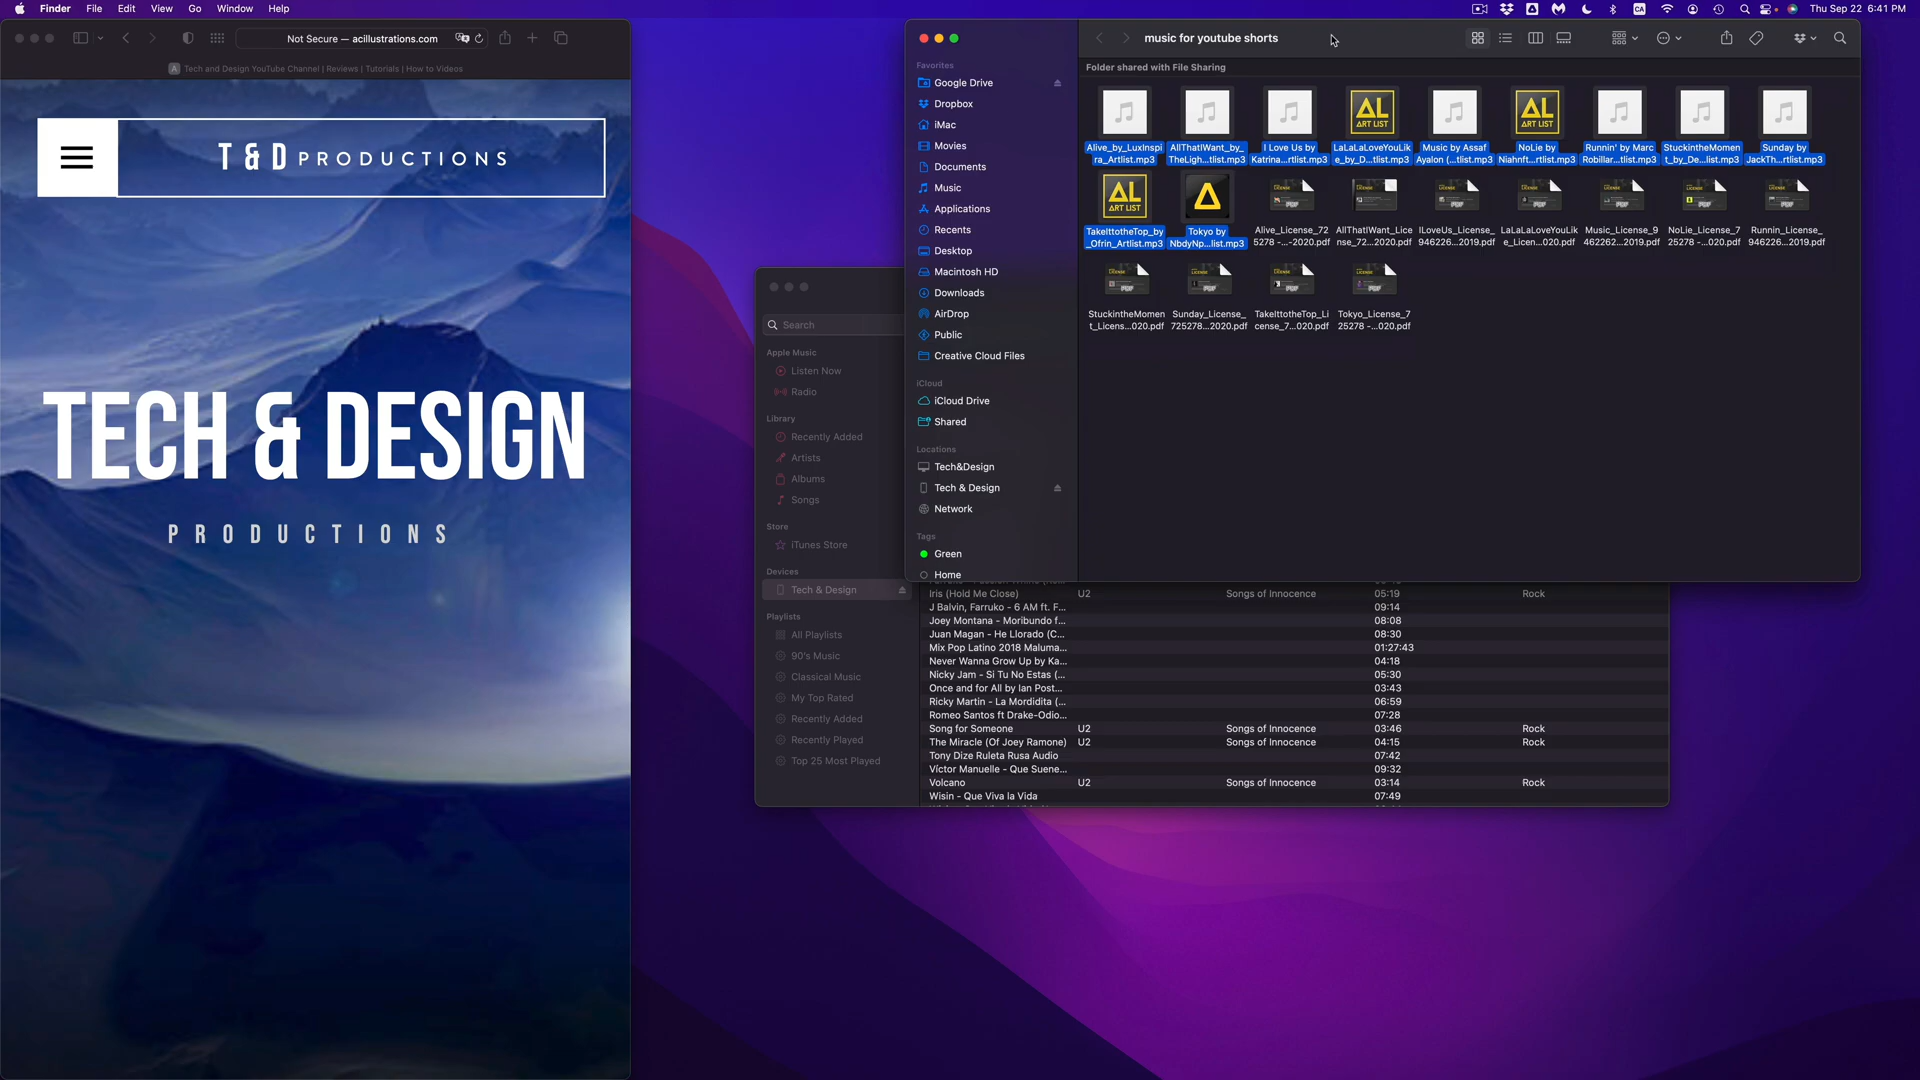 Finder File Edit View Go Window Help
CA
Thu Sep 22 6:41 PM
Not Secure — acillustrations.com
A Tech and Design YouTube Channel | Reviews | Tutorials | How to Videos
T & D PRODUCTIONS
TECH & DESIGN
PRODUCTIONS
music for youtube shorts
Folder shared with File Sharing
Favorites
Google Drive
Dropbox
iMac
Movies
Documents
Music
Applications
Recents
Desktop
Macintosh HD
Downloads
AirDrop
Public
Creative Cloud Files
iCloud
iCloud Drive
Shared
Locations
Tech&Design
Tech & Design
Network
Tags
Green
Home
AL ART LIST
AL ART LIST
Alive_by_LuxInspi
ra_Artlist.mp3
AllThatIWant_by_
TheLigh...tlist.mp3
I Love Us by
Katrina...rtlist.mp3
LaLaLaLoveYouLik
e_by_D...tlist.mp3
Music by Assaf
Ayalon (...tlist.mp3
NoLie by
Niahnft...rtlist.mp3
Runnin' by Marc
Robillar...tlist.mp3
StuckintheMomen
t_by_De...list.mp3
Sunday by
JackTh...rtlist.mp3
AL ART LIST
TakeIttotheTop_by
_Ofrin_Artlist.mp3
Tokyo by
NbdyNp...list.mp3
Alive_License_72
5278 -...-2020.pdf
AllThatIWant_Lice
nse_72...2020.pdf
ILoveUs_License_
946226...2019.pdf
LaLaLaLoveYouLik
e_Licen...020.pdf
Music_License_9
462262...2019.pdf
NoLie_License_7
25278 -...020.pdf
Runnin_License_
946226...2019.pdf
StuckintheMomen
t_Licens...020.pdf
Sunday_License_
725278...2020.pdf
TakeIttotheTop_Li
cense_7...020.pdf
Tokyo_License_7
25278 -...020.pdf
Search
Apple Music
Listen Now
Radio
Library
Recently Added
Artists
Albums
Songs
Store
iTunes Store
Devices
Tech & Design
Playlists
All Playlists
90's Music
Classical Music
My Top Rated
Recently Added
Recently Played
Top 25 Most Played
Iris (Hold Me Close) U2 Songs of Innocence 05:19 Rock
J Balvin, Farruko - 6 AM ft. F... 09:14
Joey Montana - Moribundo f... 08:08
Juan Magan - He Llorado (C... 08:30
Mix Pop Latino 2018 Maluma... 01:27:43
Never Wanna Grow Up by Ka... 04:18
Nicky Jam - Si Tu No Estas (... 05:30
Once and for All by Ian Post... 03:43
Ricky Martin - La Mordidita (... 06:59
Romeo Santos ft Drake-Odio... 07:28
Song for Someone U2 Songs of Innocence 03:46 Rock
The Miracle (Of Joey Ramone) U2 Songs of Innocence 04:15 Rock
Tony Dize Ruleta Rusa Audio 07:42
Víctor Manuelle - Que Suene... 09:32
Volcano U2 Songs of Innocence 03:14 Rock
Wisin - Que Viva la Vida 07:49